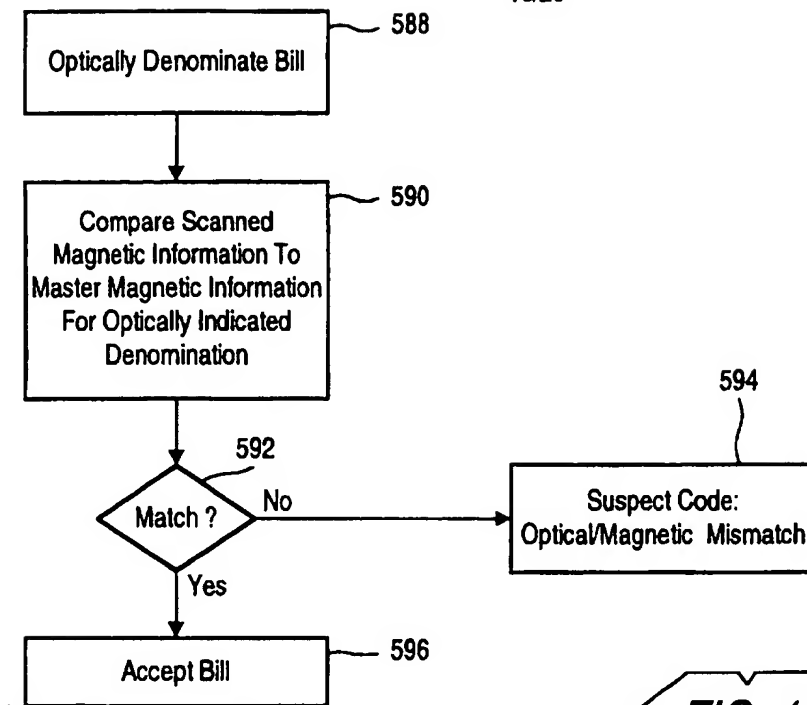 588
Optically Denominate Bill
590
Compare Scanned
Magnetic Information To
Master Magnetic Information
For Optically Indicated
Denomination
594
592
Match ?
No
Suspect Code:
Optical/Magnetic Mismatch
Yes
596
Accept Bill